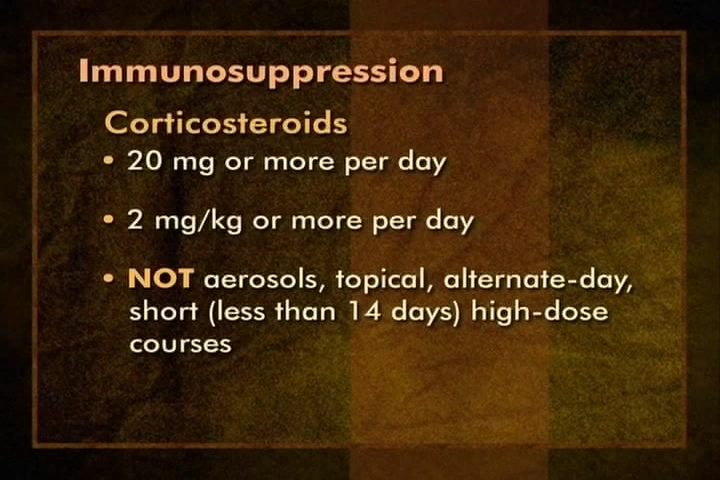 Immunosuppression
Corticosteroids
• 20 mg or more per day
• 2 mg/kg or more per day
• NOT aerosols, topical, alternate-day,
short (less than 14 days) high-dose
courses